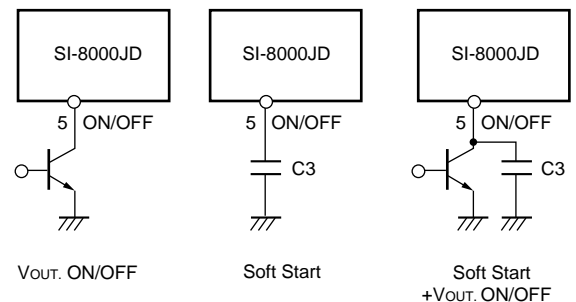 SI-8000JD
SI-8000JD
SI-8000JD
5 ON/OFF
5 ON/OFF
5 ON/OFF
C3
C3
VOUT. ON/OFF
Soft Start
Soft Start
+VOUT. ON/OFF